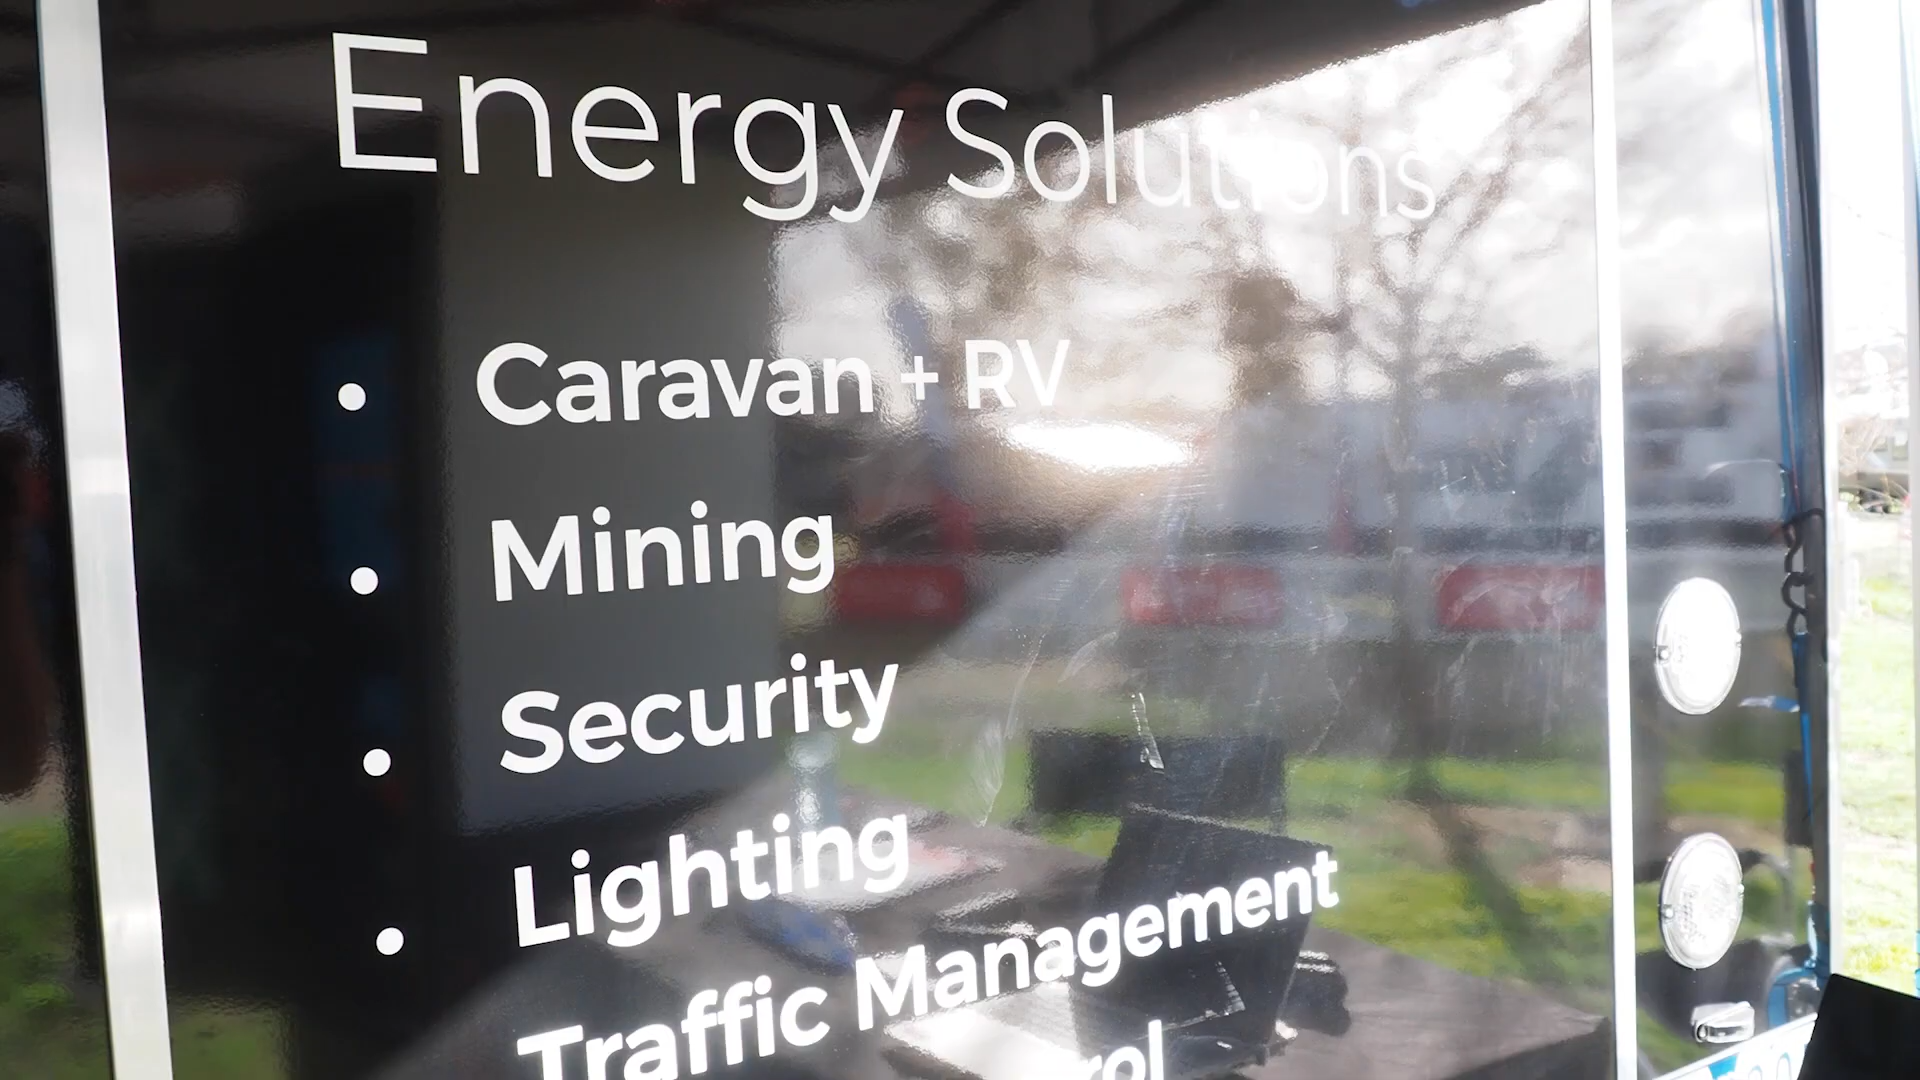 Energy Solutions
• Caravan + RV
• Mining
• Security
• Lighting
Traffic Management